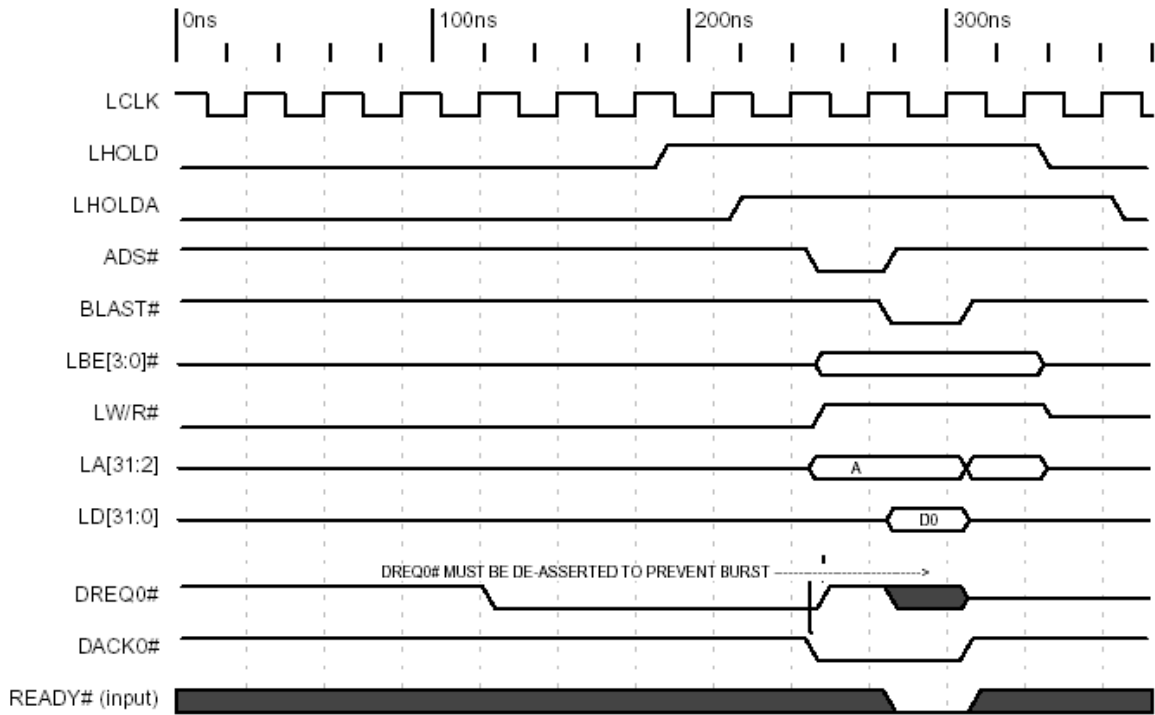 0ns 100ns 200ns 300ns
LCLK
LHOLD
LHOLDA
ADS#
BLAST#
LBE[3:0]#
LW/R#
LA[31:2] A
LD[31:0] D0
DREQ0# MUST BE DE-ASSERTED TO PREVENT BURST
DREQ0#
DACK0#
READY# (input)